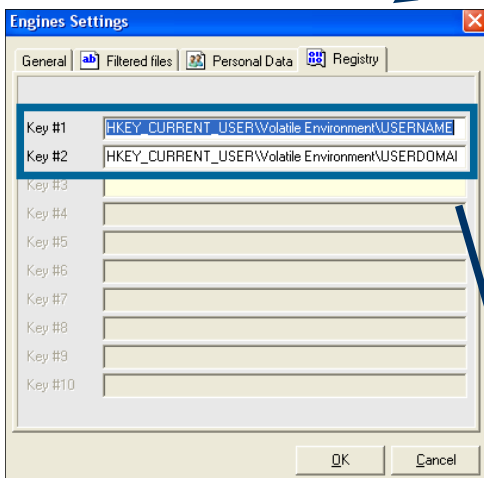 Engines Settings
General Filtered files Personal Data Registry
Key #1 HKEY_CURRENT_USER\Volatile Environment\USERNAME
Key #2 HKEY_CURRENT_USER\Volatile Environment\USERDOMAI
Key #3
Key #4
Key #5
Key #6
Key #7
Key #8
Key #9
Key #10
OK Cancel